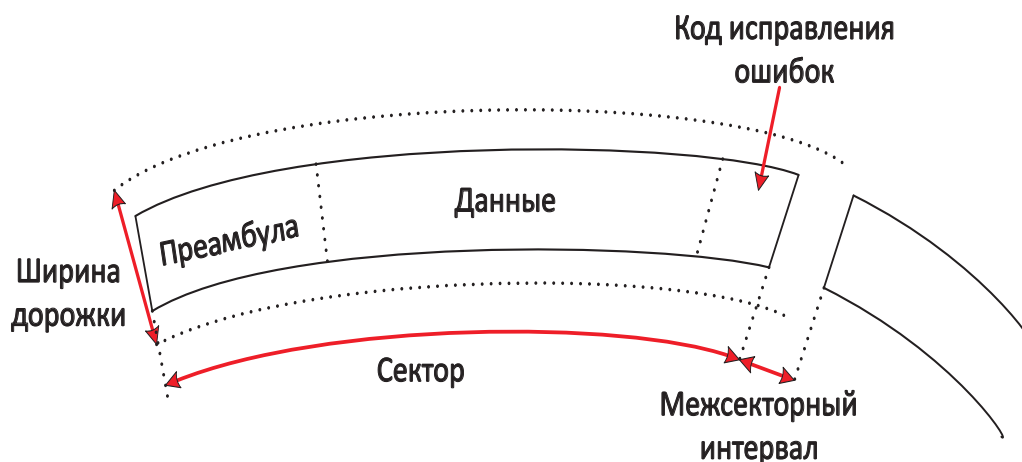 Код исправления
ошибок
Данные
Преамбула
Ширина
дорожки
Сектор
Межсекторный
интервал